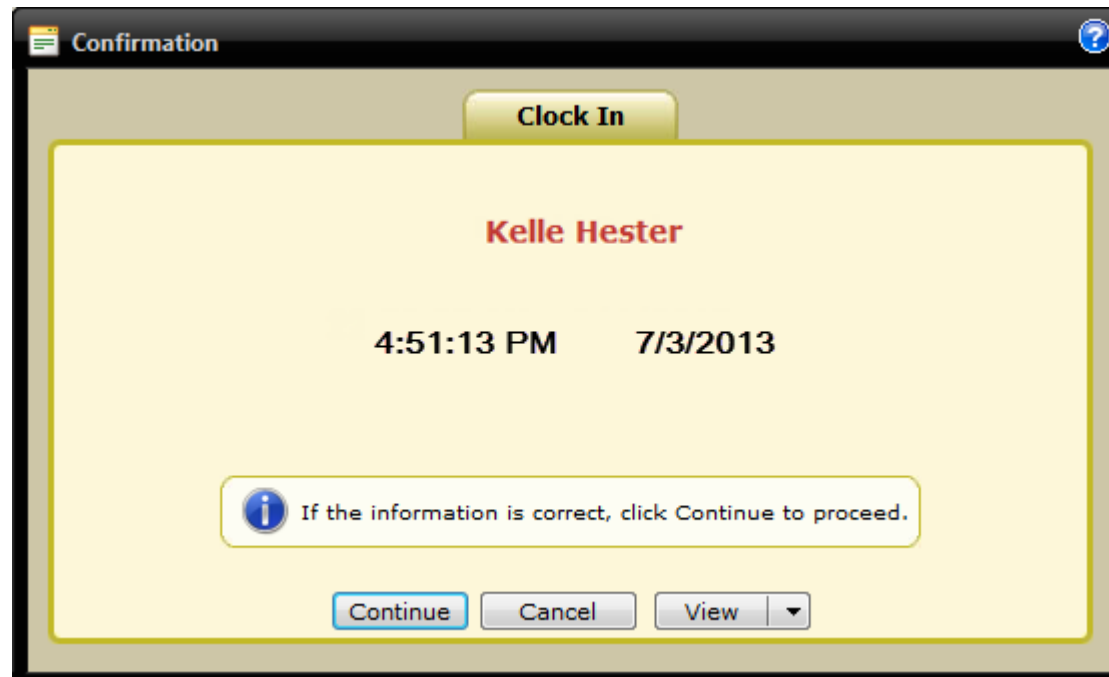 Confirmation
Clock In
Kelle Hester
4:51:13 PM 7/3/2013
If the information is correct, click Continue to proceed.
Continue Cancel View